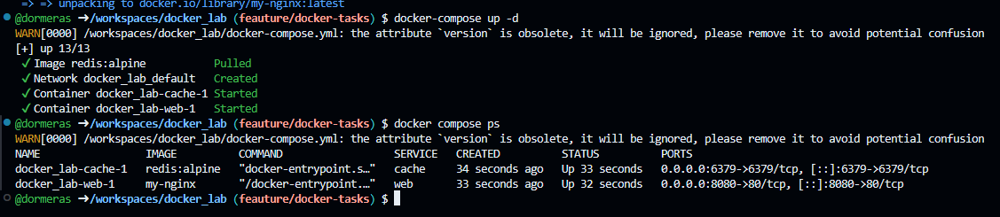 => => unpacking to docker.io/library/my-nginx:latest
@dormeras ➜/workspaces/docker_lab (feauture/docker-tasks) $ docker-compose up -d
WARN[0000] /workspaces/docker_lab/docker-compose.yml: the attribute `version` is obsolete, it will be ignored, please remove it to avoid potential confusion
[+] up 13/13
✔ Image redis:alpine Pulled
✔ Network docker_lab_default Created
✔ Container docker_lab-cache-1 Started
✔ Container docker_lab-web-1 Started
@dormeras ➜/workspaces/docker_lab (feauture/docker-tasks) $ docker compose ps
WARN[0000] /workspaces/docker_lab/docker-compose.yml: the attribute `version` is obsolete, it will be ignored, please remove it to avoid potential confusion
NAME IMAGE COMMAND SERVICE CREATED STATUS PORTS
docker_lab-cache-1 redis:alpine "docker-entrypoint.s…" cache 34 seconds ago Up 33 seconds 0.0.0.0:6379->6379/tcp, [::]:6379->6379/tcp
docker_lab-web-1 my-nginx "/docker-entrypoint.…" web 33 seconds ago Up 32 seconds 0.0.0.0:8080->80/tcp, [::]:8080->80/tcp
@dormeras ➜/workspaces/docker_lab (feauture/docker-tasks) $